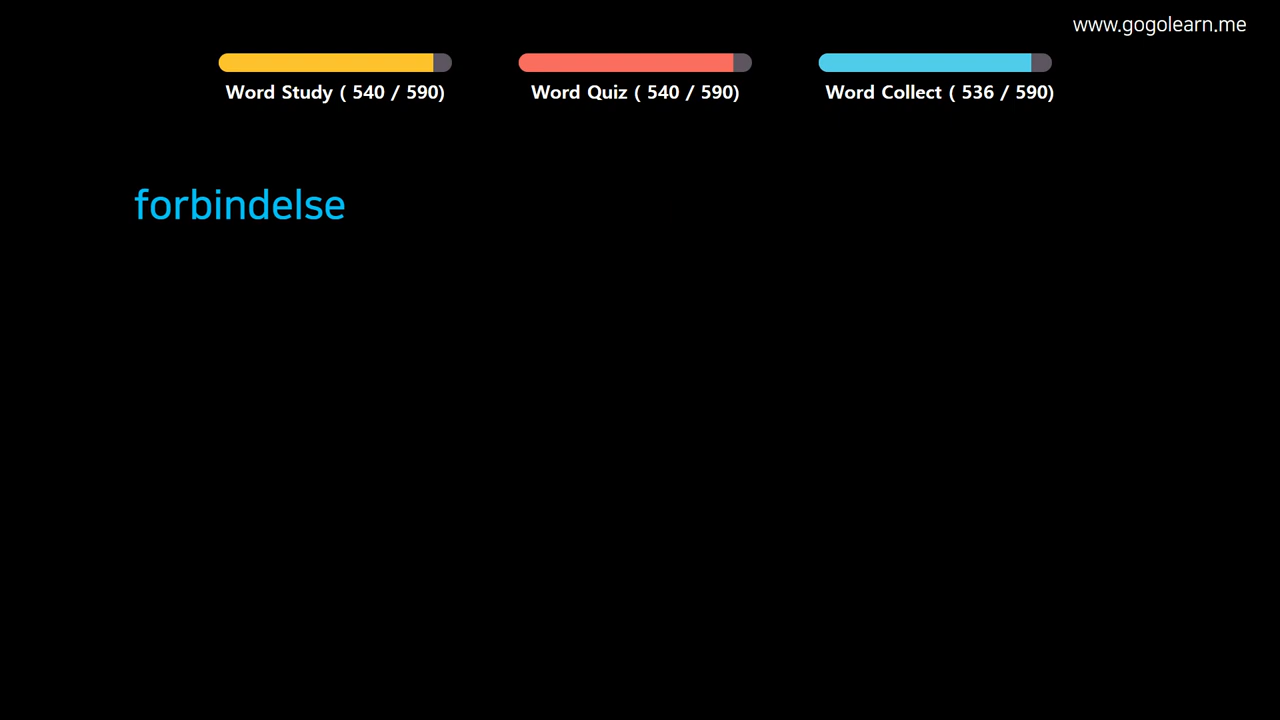 www.gogolearn.me
Word Study ( 540 / 590)
Word Quiz ( 540 / 590)
Word Collect ( 536 / 590)
forbindelse